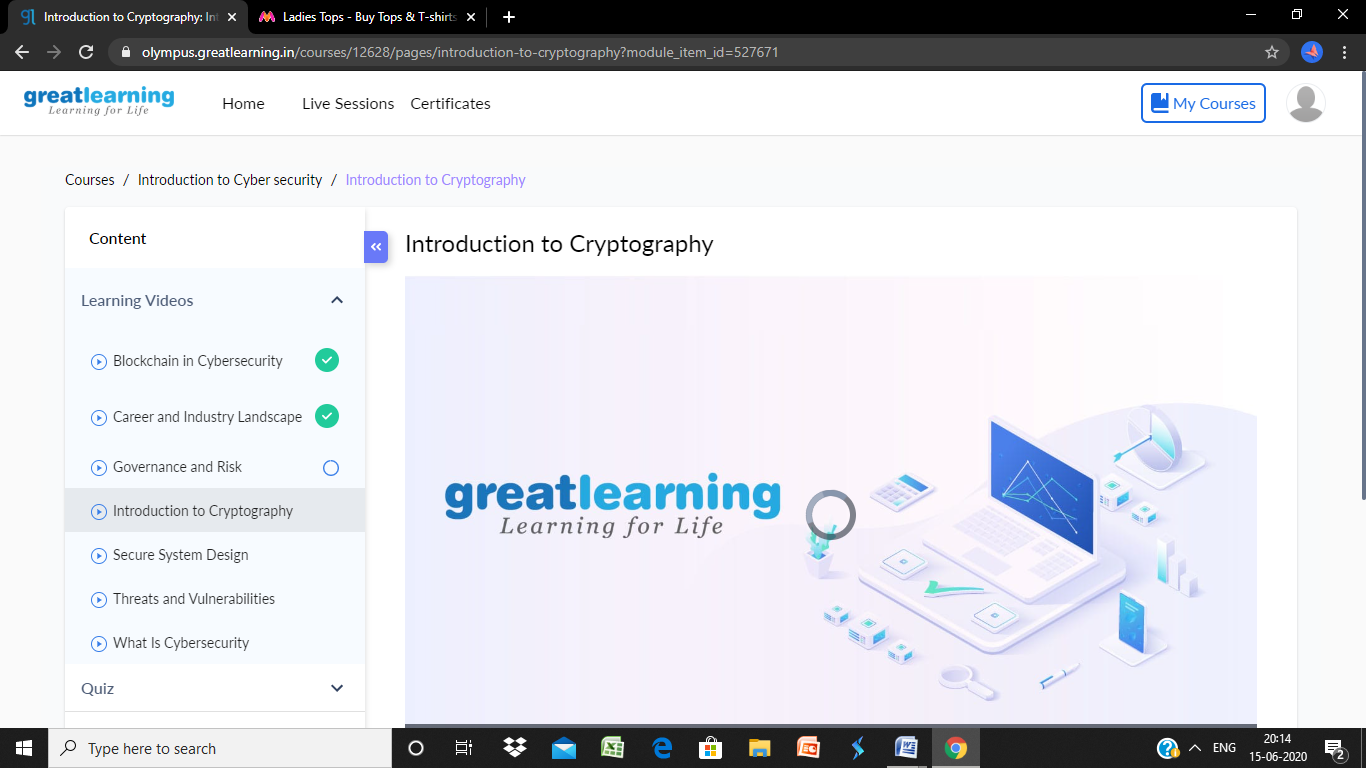 Introduction to Cryptography: Int
Ladies Tops - Buy Tops & T-shirts
olympus.greatlearning.in/courses/12628/pages/introduction-to-cryptography?module_item_id=527671
greatlearning
Learning for Life
Home Live Sessions Certificates
My Courses
Courses / Introduction to Cyber security / Introduction to Cryptography
Content
Learning Videos
Blockchain in Cybersecurity
Career and Industry Landscape
Governance and Risk
Introduction to Cryptography
Secure System Design
Threats and Vulnerabilities
What Is Cybersecurity
Quiz
Introduction to Cryptography
greatlearning
Learning for Life
Type here to search
ENG
20:14
15-06-2020
2